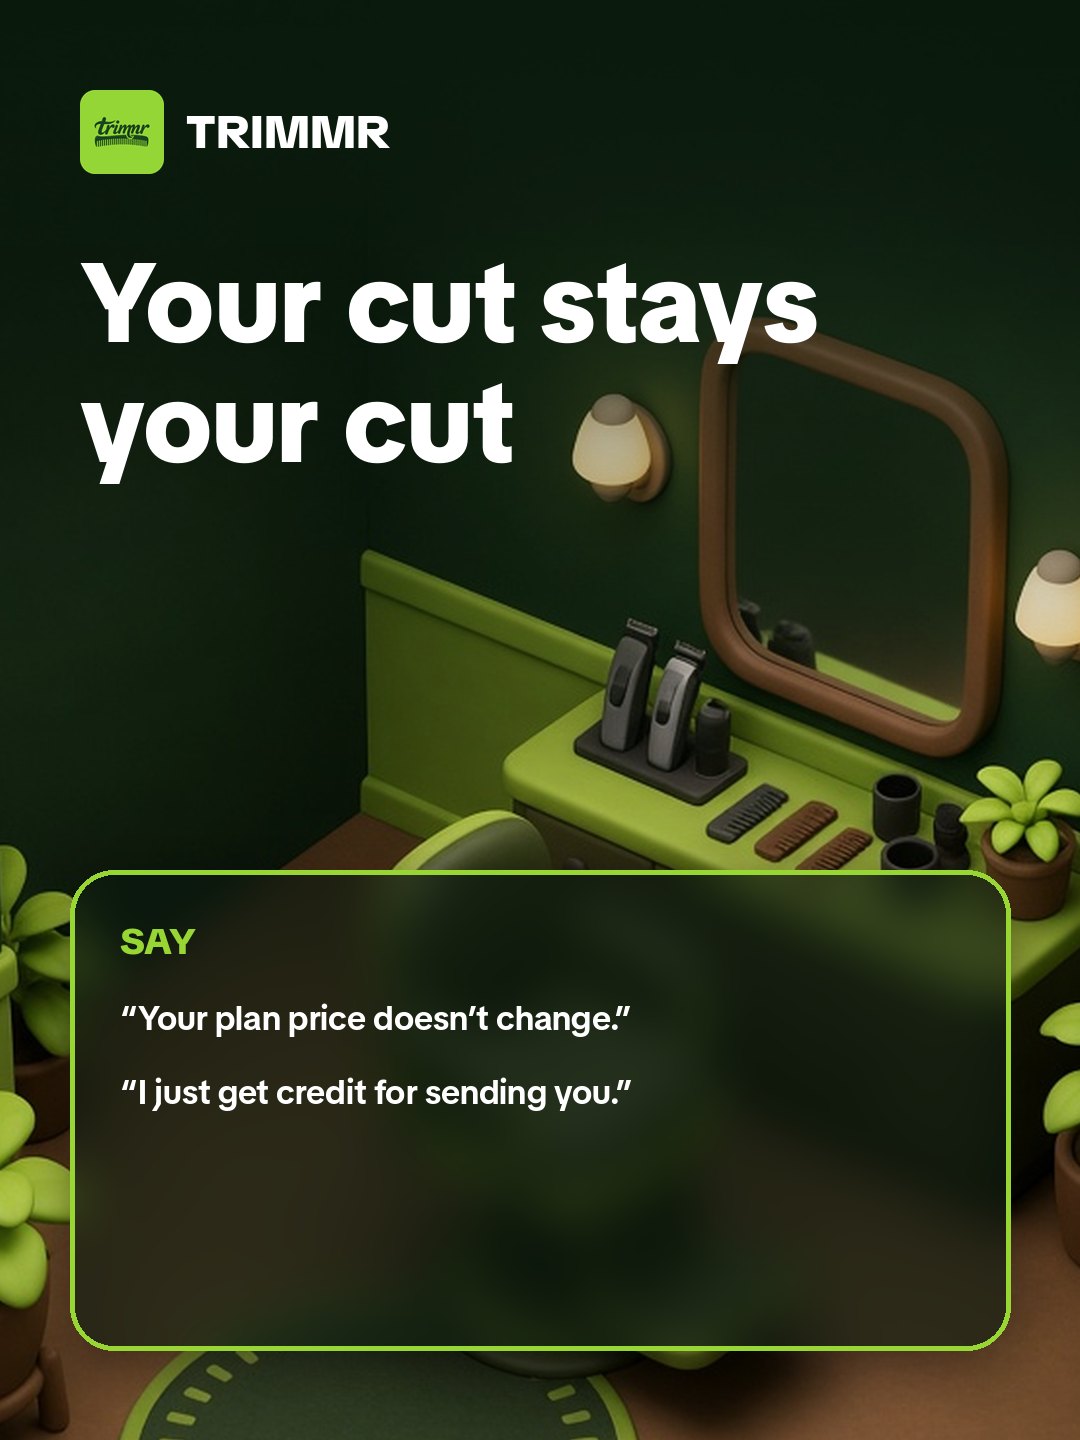 trimmr
TRIMMR
Your cut stays
your cut
SAY
“Your plan price doesn’t change.”
“I just get credit for sending you.”